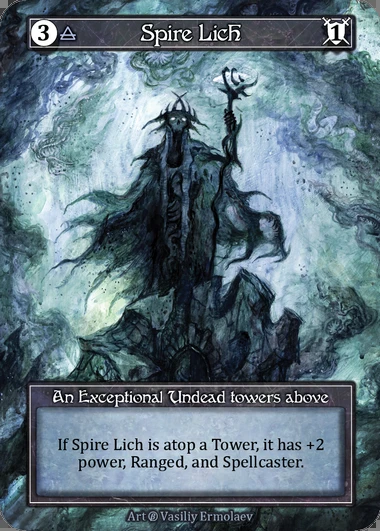 3 Spire Lich 1
An Exceptional Undead towers above
If Spire Lich is atop a Tower, it has +2
power, Ranged, and Spellcaster.
Art @ Vasiliy Ermolaev